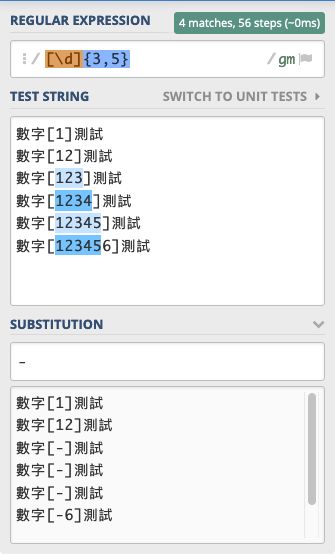 REGULAR EXPRESSION 4 matches, 56 steps (~0ms)
/ [\d]{3,5} / gm
TEST STRING SWITCH TO UNIT TESTS
數字[1]測試
數字[12]測試
數字[123]測試
數字[1234]測試
數字[12345]測試
數字[123456]測試
SUBSTITUTION
-
數字[1]測試
數字[12]測試
數字[-]測試
數字[-]測試
數字[-]測試
數字[-6]測試